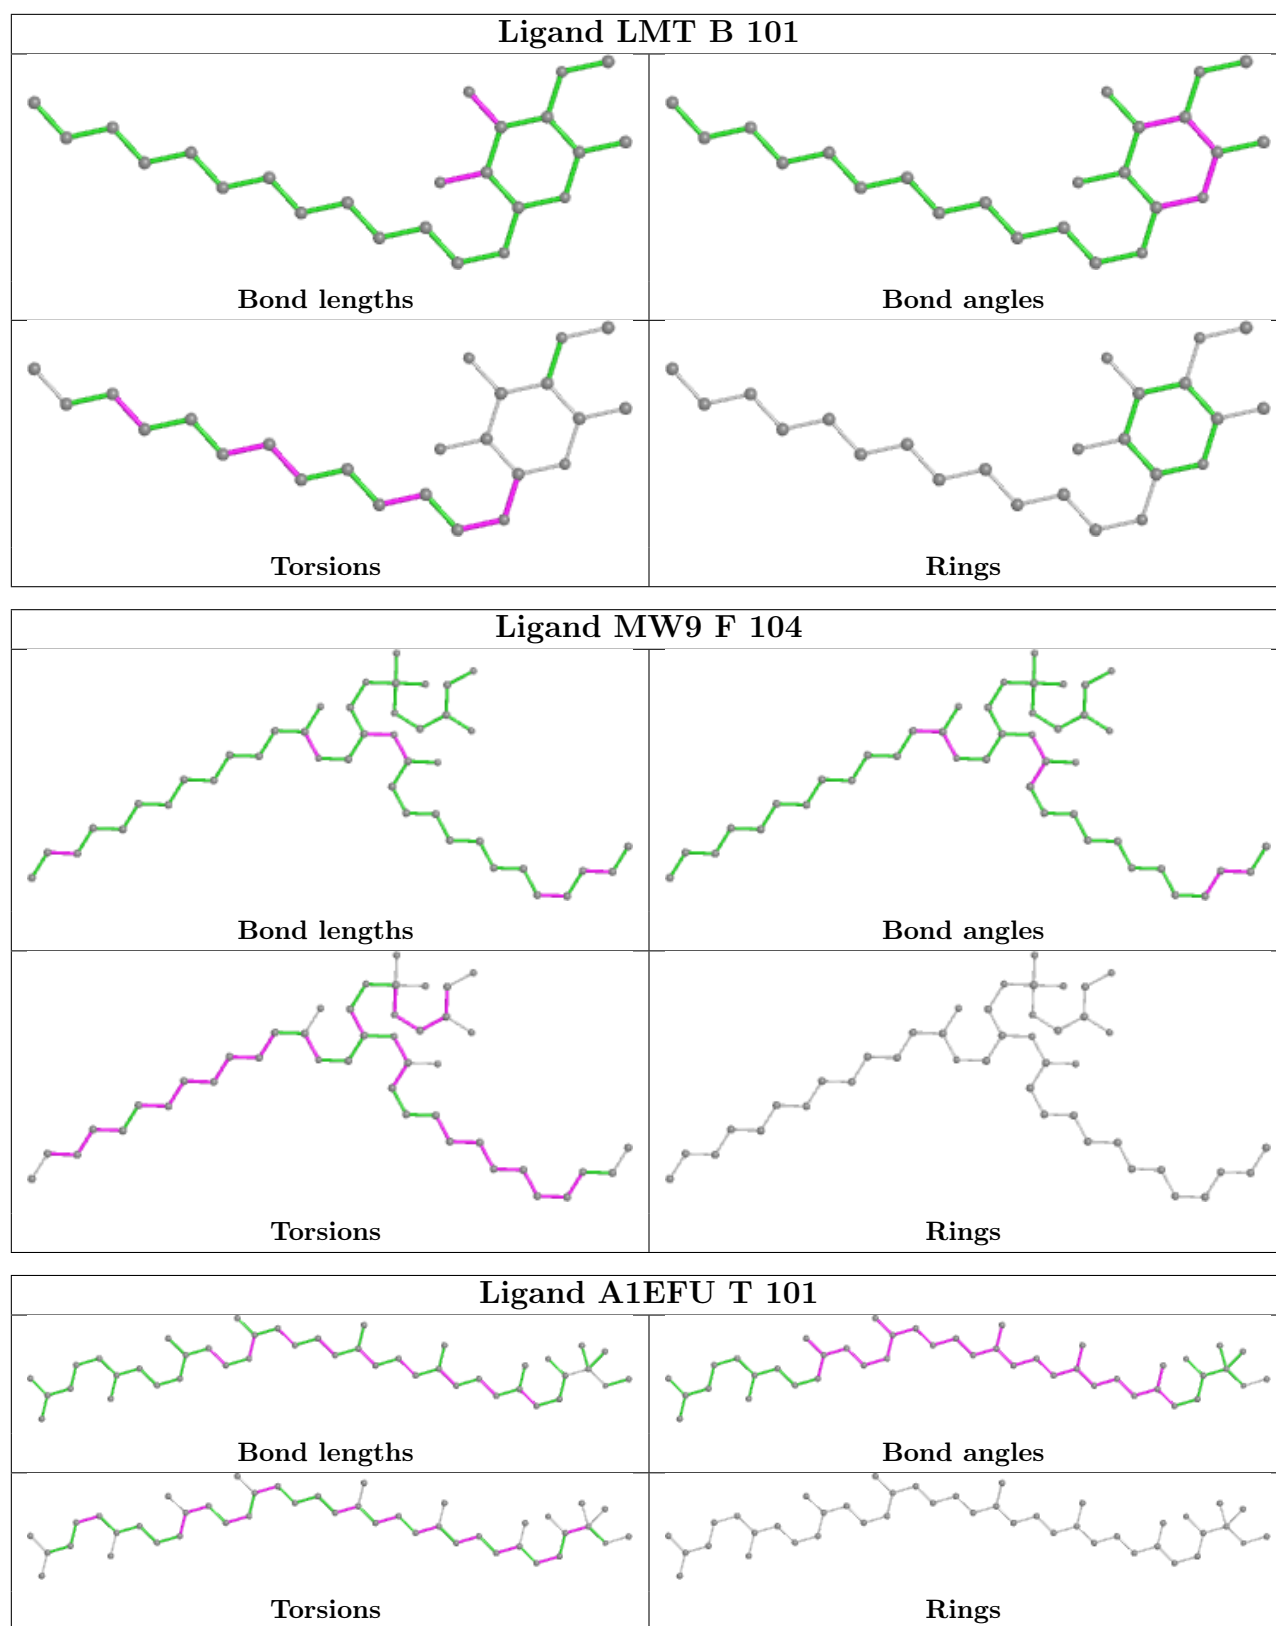 Ligand LMT B 101
Bond lengths
Bond angles
Torsions
Rings
Ligand MW9 F 104
Bond lengths
Bond angles
Torsions
Rings
Ligand A1EFU T 101
Bond lengths
Bond angles
Torsions
Rings